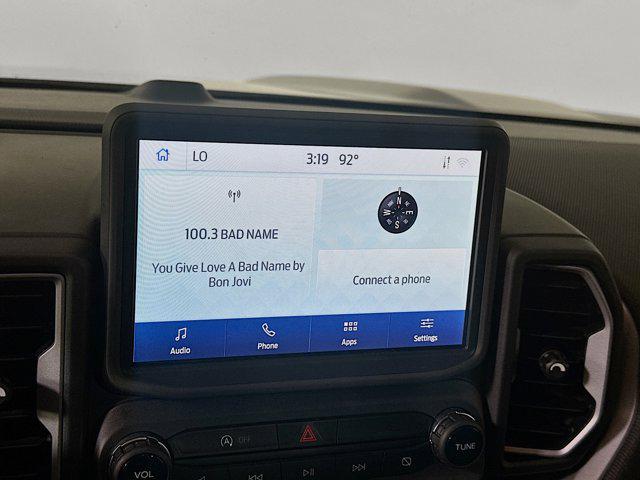 LO 3:19 92°
100.3 BAD NAME
You Give Love A Bad Name by
Bon Jovi
N
W E
S
Connect a phone
Audio Phone Apps Settings
OFF
VOL TUNE